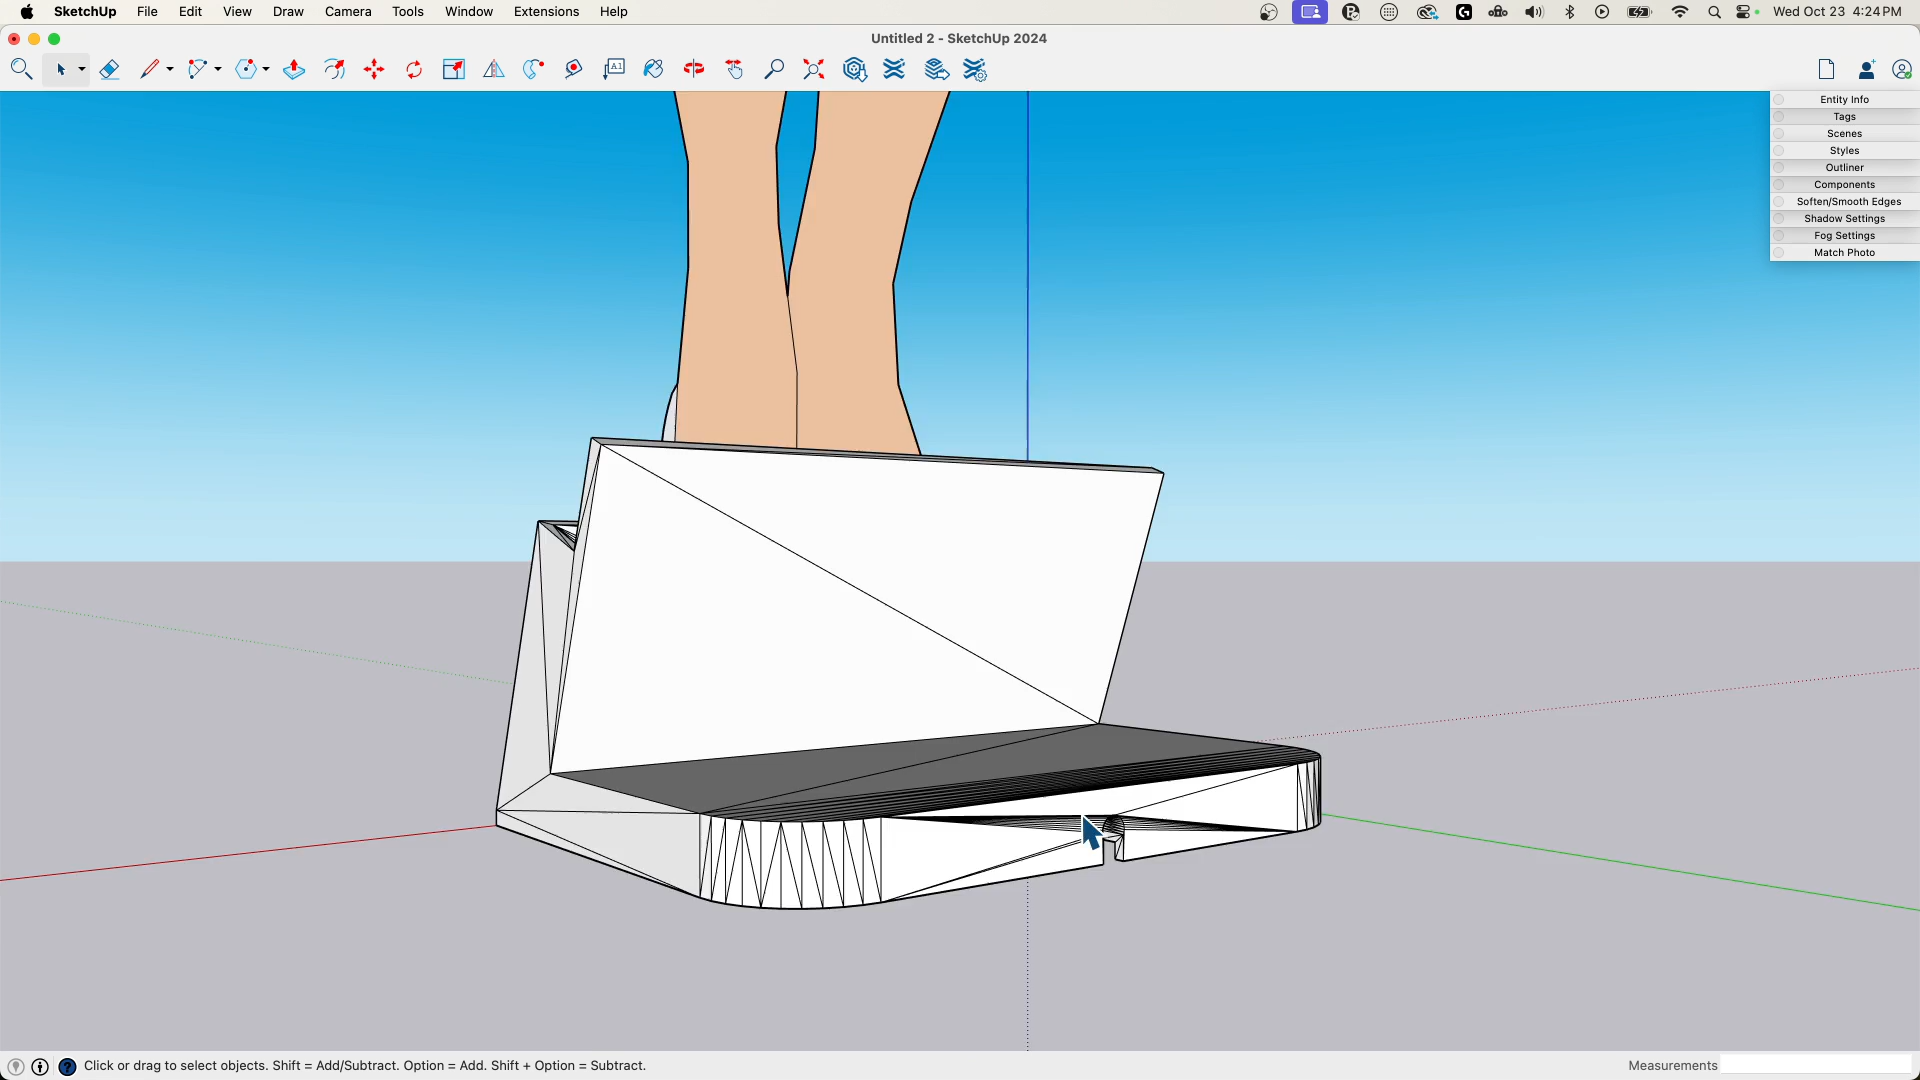 SketchUp File Edit View Draw Camera Tools Window Extensions Help Wed Oct 23 4:24 PM
Untitled 2 - SketchUp 2024
A1
Entity Info
Tags
Scenes
Styles
Outliner
Components
Soften/Smooth Edges
Shadow Settings
Fog Settings
Match Photo
Click or drag to select objects. Shift = Add/Subtract. Option = Add. Shift + Option = Subtract. Measurements